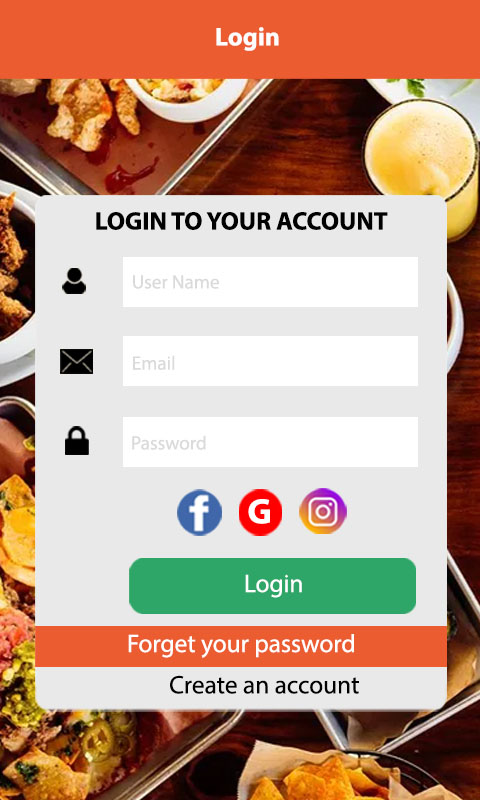 Login
LOGIN TO YOUR ACCOUNT
User Name
Email
Password
f G
Login
Forget your password
Create an account